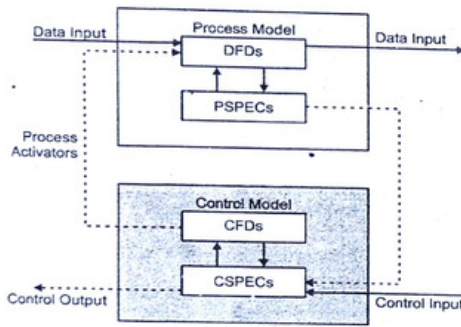 Process Model
Data Input
Data Input
DFDs
PSPECs
Process
Activators
Control Model
CFDs
CSPECs
Control Output
Control Input